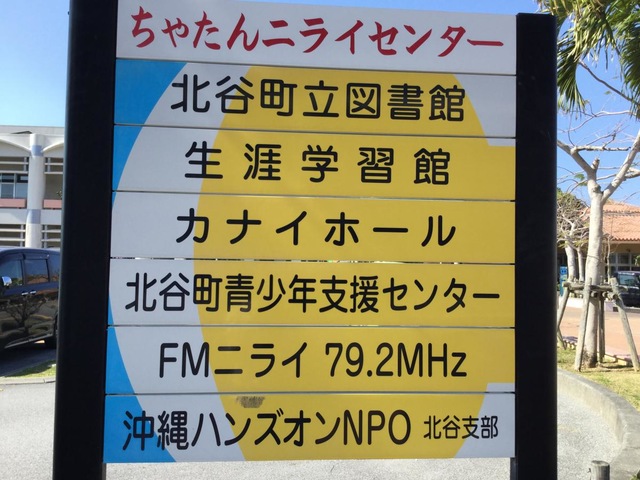 ちゃたんニライセンター
北谷町立図書館
生涯学習館
カナイホール
北谷町青少年支援センター
FMニライ 79.2MHz
沖縄ハンズオンNPO 北谷支部